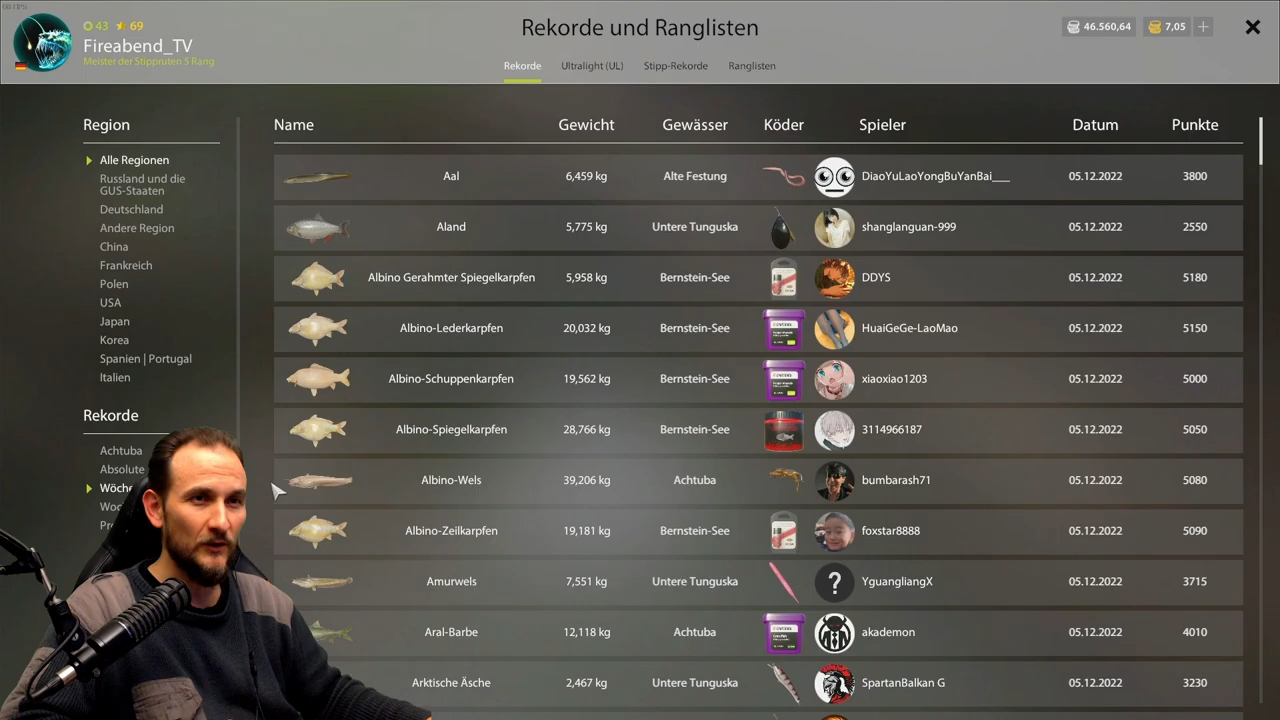 43 69
Fireabend_TV
Meister der Stippruten 5 Rang
Rekorde und Ranglisten
46.560,64 7,05 +
Rekorde Ultralight (UL) Stipp-Rekorde Ranglisten
Region
Alle Regionen
Russland und die
GUS-Staaten
Deutschland
Andere Region
China
Frankreich
Polen
USA
Japan
Korea
Spanien | Portugal
Italien
Rekorde
Achtuba
Absolute
Wöche
Name Gewicht Gewässer Köder Spieler Datum Punkte
Aal 6,459 kg Alte Festung DiaoYuLaoYongBuYanBai___ 05.12.2022 3800
Aland 5,775 kg Untere Tunguska shanglanguan-999 05.12.2022 2550
Albino Gerahmter Spiegelkarpfen 5,958 kg Bernstein-See DDYS 05.12.2022 5180
Albino-Lederkarpfen 20,032 kg Bernstein-See HuaiGeGe-LaoMao 05.12.2022 5150
Albino-Schuppenkarpfen 19,562 kg Bernstein-See xiaoxiao1203 05.12.2022 5000
Albino-Spiegelkarpfen 28,766 kg Bernstein-See 3114966187 05.12.2022 5050
Albino-Wels 39,206 kg Achtuba bumbarash71 05.12.2022 5080
Albino-Zeilkarpfen 19,181 kg Bernstein-See foxstar8888 05.12.2022 5090
Amurwels 7,551 kg Untere Tunguska ? YguangliangX 05.12.2022 3715
Aral-Barbe 12,118 kg Achtuba akademon 05.12.2022 4010
Arktische Äsche 2,467 kg Untere Tunguska SpartanBalkan G 05.12.2022 3230